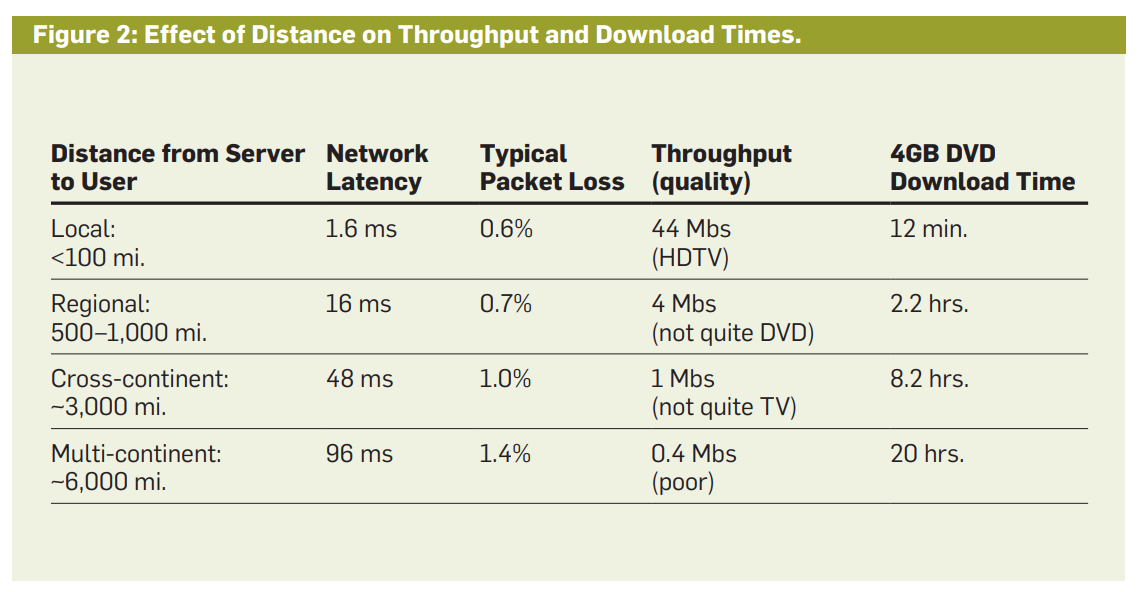 Figure 2: Effect of Distance on Throughput and Download Times.
Distance from Server Network Typical Throughput 4GB DVD
to User Latency Packet Loss (quality) Download Time
Local: 1.6 ms 0.6% 44 Mbs 12 min.
<100 mi. (HDTV)
Regional: 16 ms 0.7% 4 Mbs 2.2 hrs.
500–1,000 mi. (not quite DVD)
Cross-continent: 48 ms 1.0% 1 Mbs 8.2 hrs.
~3,000 mi. (not quite TV)
Multi-continent: 96 ms 1.4% 0.4 Mbs 20 hrs.
~6,000 mi. (poor)